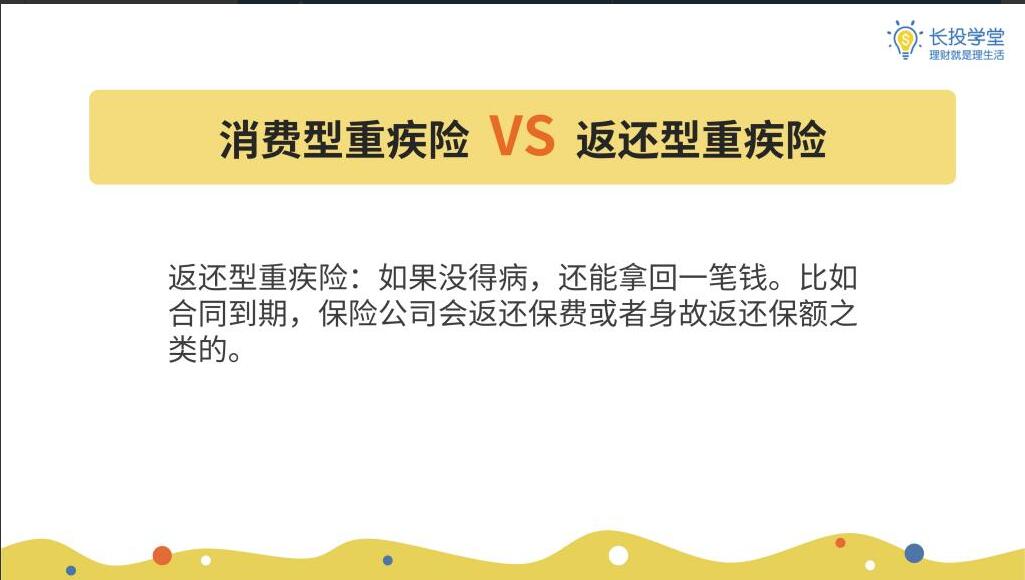 长投学堂
理财就是理生活
消费型重疾险 VS 返还型重疾险
返还型重疾险：如果没得病，还能拿回一笔钱。比如
合同到期，保险公司会返还保费或者身故返还保额之
类的。